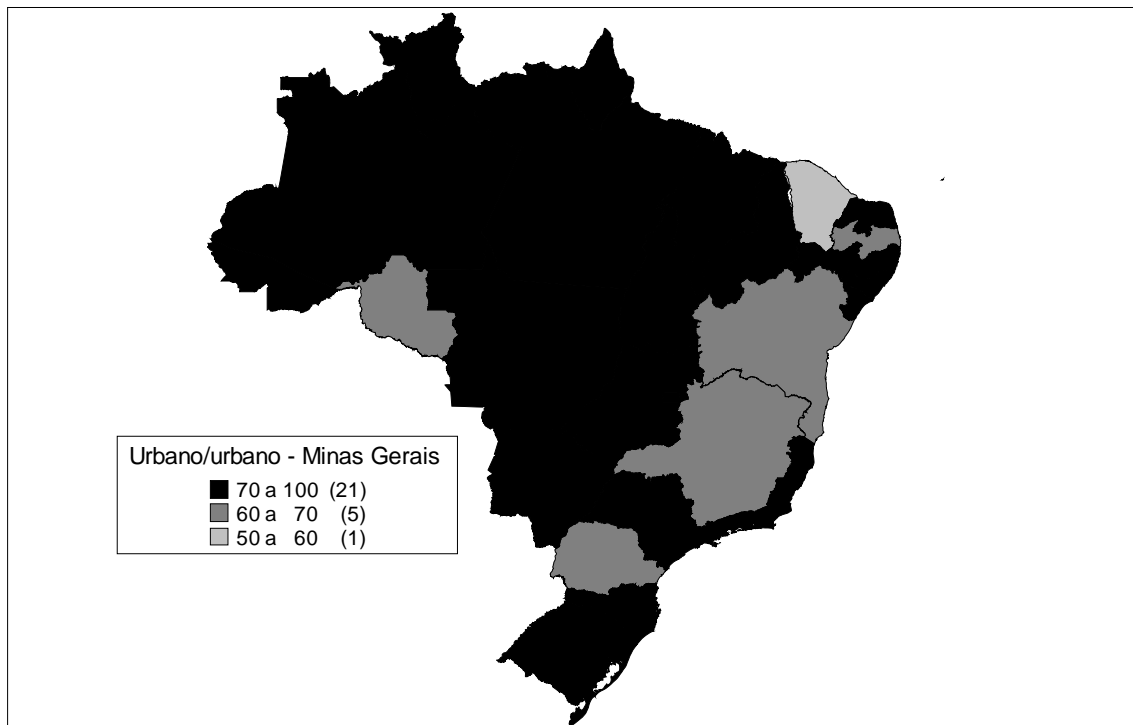 Urbano/urbano - Minas Gerais
70 a 100 (21)
60 a 70 (5)
50 a 60 (1)